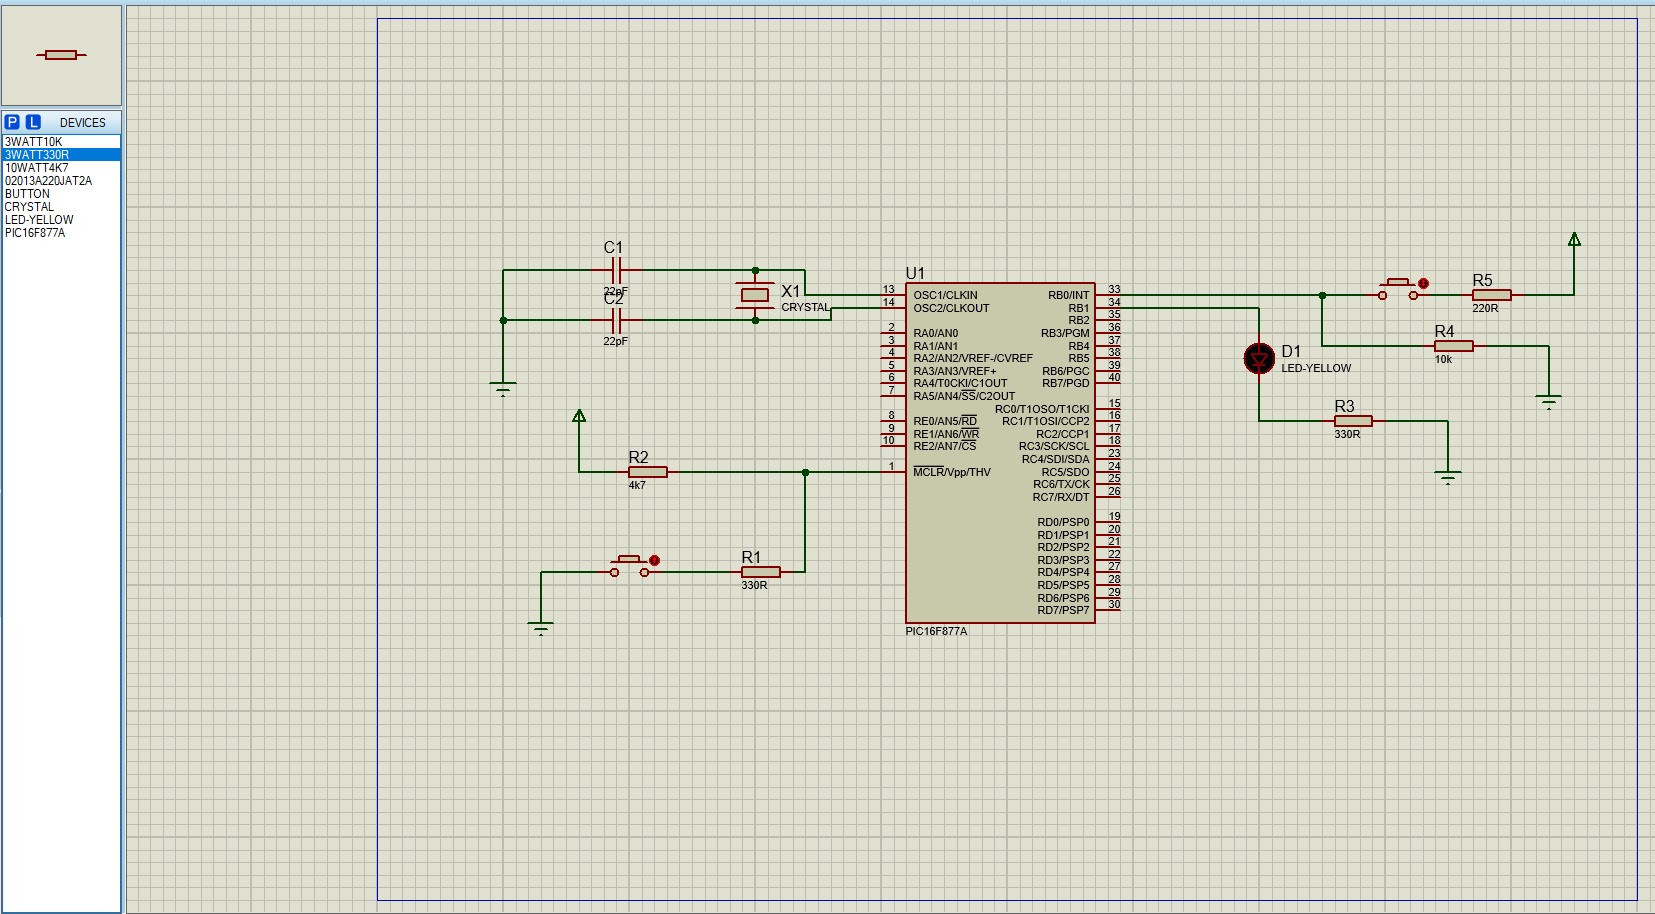 P L DEVICES
3WATT10K
3WATT330R
10WATT4K7
02013A220JAT2A
BUTTON
CRYSTAL
LED-YELLOW
PIC16F877A
C1
22pF
C2
22pF
X1
CRYSTAL
U1
13 OSC1/CLKIN
14 OSC2/CLKOUT
2 RA0/AN0
3 RA1/AN1
4 RA2/AN2/VREF-/CVREF
5 RA3/AN3/VREF+
6 RA4/T0CKI/C1OUT
7 RA5/AN4/SS/C2OUT
8 RE0/AN5/RD
9 RE1/AN6/WR
10 RE2/AN7/CS
1 MCLR/Vpp/THV
RB0/INT 33
RB1 34
RB2 35
RB3/PGM 36
RB4 37
RB5 38
RB6/PGC 39
RB7/PGD 40
RC0/T1OSO/T1CKI 15
RC1/T1OSI/CCP2 16
RC2/CCP1 17
RC3/SCK/SCL 18
RC4/SDI/SDA 23
RC5/SDO 24
RC6/TX/CK 25
RC7/RX/DT 26
RD0/PSP0 19
RD1/PSP1 20
RD2/PSP2 21
RD3/PSP3 22
RD4/PSP4 27
RD5/PSP5 28
RD6/PSP6 29
RD7/PSP7 30
PIC16F877A
R2
4k7
R1
330R
R5
220R
R4
10k
D1
LED-YELLOW
R3
330R